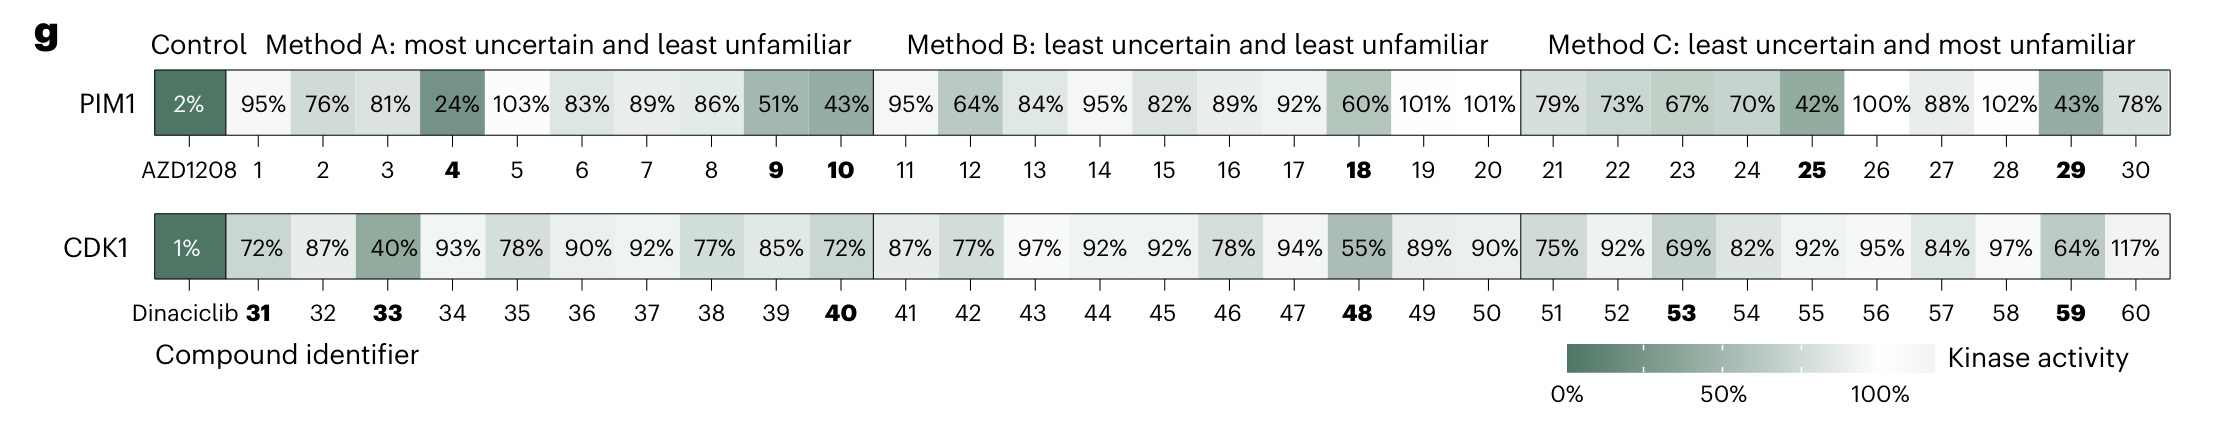 g
Control Method A: most uncertain and least unfamiliar Method B: least uncertain and least unfamiliar Method C: least uncertain and most unfamiliar
PIM1 2% 95% 76% 81% 24% 103% 83% 89% 86% 51% 43% 95% 64% 84% 95% 82% 89% 92% 60% 101% 101% 79% 73% 67% 70% 42% 100% 88% 102% 43% 78%
AZD1208 1 2 3 4 5 6 7 8 9 10 11 12 13 14 15 16 17 18 19 20 21 22 23 24 25 26 27 28 29 30
CDK1 1% 72% 87% 40% 93% 78% 90% 92% 77% 85% 72% 87% 77% 97% 92% 92% 78% 94% 55% 89% 90% 75% 92% 69% 82% 92% 95% 84% 97% 64% 117%
Dinaciclib 31 32 33 34 35 36 37 38 39 40 41 42 43 44 45 46 47 48 49 50 51 52 53 54 55 56 57 58 59 60
Compound identifier Kinase activity
0% 50% 100%